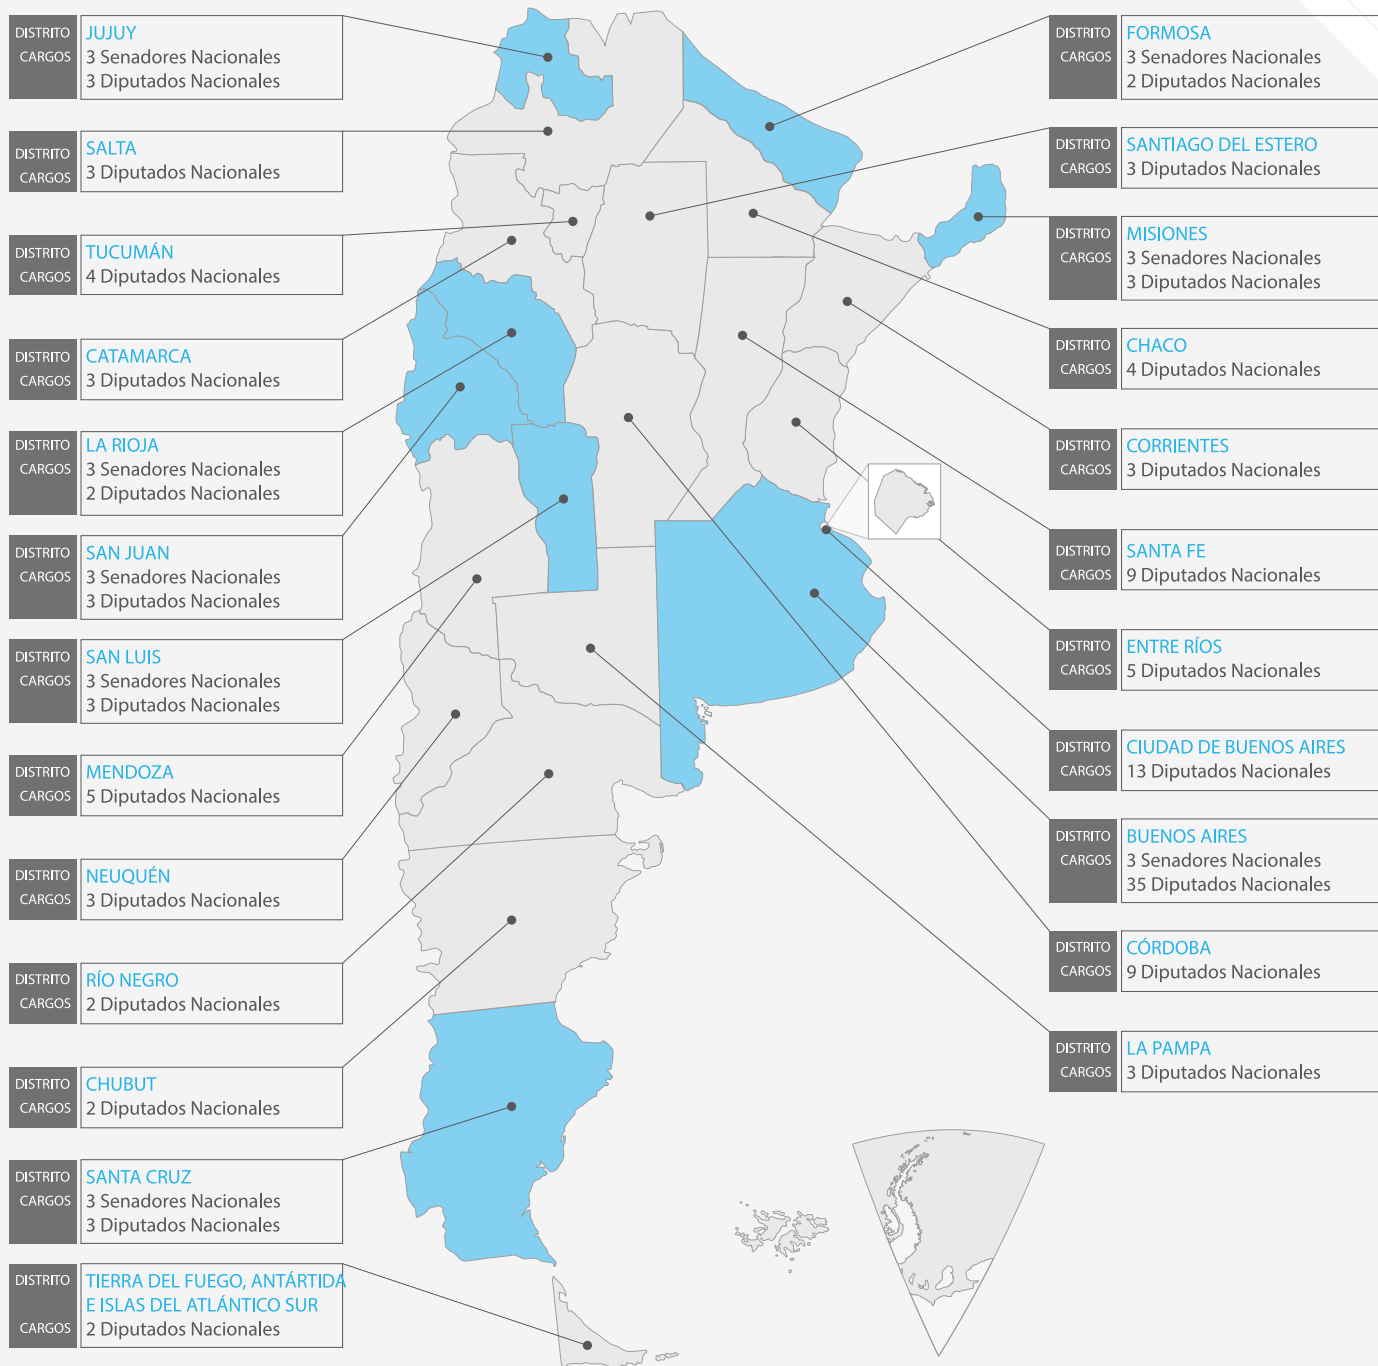 DISTRITO JUJUY
CARGOS 3 Senadores Nacionales
3 Diputados Nacionales
DISTRITO SALTA
CARGOS 3 Diputados Nacionales
DISTRITO TUCUMÁN
CARGOS 4 Diputados Nacionales
DISTRITO CATAMARCA
CARGOS 3 Diputados Nacionales
DISTRITO LA RIOJA
CARGOS 3 Senadores Nacionales
2 Diputados Nacionales
DISTRITO SAN JUAN
CARGOS 3 Senadores Nacionales
3 Diputados Nacionales
DISTRITO SAN LUIS
CARGOS 3 Senadores Nacionales
3 Diputados Nacionales
DISTRITO MENDOZA
CARGOS 5 Diputados Nacionales
DISTRITO NEUQUÉN
CARGOS 3 Diputados Nacionales
DISTRITO RÍO NEGRO
CARGOS 2 Diputados Nacionales
DISTRITO CHUBUT
CARGOS 2 Diputados Nacionales
DISTRITO SANTA CRUZ
CARGOS 3 Senadores Nacionales
3 Diputados Nacionales
DISTRITO TIERRA DEL FUEGO, ANTÁRTIDA
E ISLAS DEL ATLÁNTICO SUR
CARGOS 2 Diputados Nacionales
DISTRITO FORMOSA
CARGOS 3 Senadores Nacionales
2 Diputados Nacionales
DISTRITO SANTIAGO DEL ESTERO
CARGOS 3 Diputados Nacionales
DISTRITO MISIONES
CARGOS 3 Senadores Nacionales
3 Diputados Nacionales
DISTRITO CHACO
CARGOS 4 Diputados Nacionales
DISTRITO CORRIENTES
CARGOS 3 Diputados Nacionales
DISTRITO SANTA FE
CARGOS 9 Diputados Nacionales
DISTRITO ENTRE RÍOS
CARGOS 5 Diputados Nacionales
DISTRITO CIUDAD DE BUENOS AIRES
CARGOS 13 Diputados Nacionales
DISTRITO BUENOS AIRES
CARGOS 3 Senadores Nacionales
35 Diputados Nacionales
DISTRITO CÓRDOBA
CARGOS 9 Diputados Nacionales
DISTRITO LA PAMPA
CARGOS 3 Diputados Nacionales